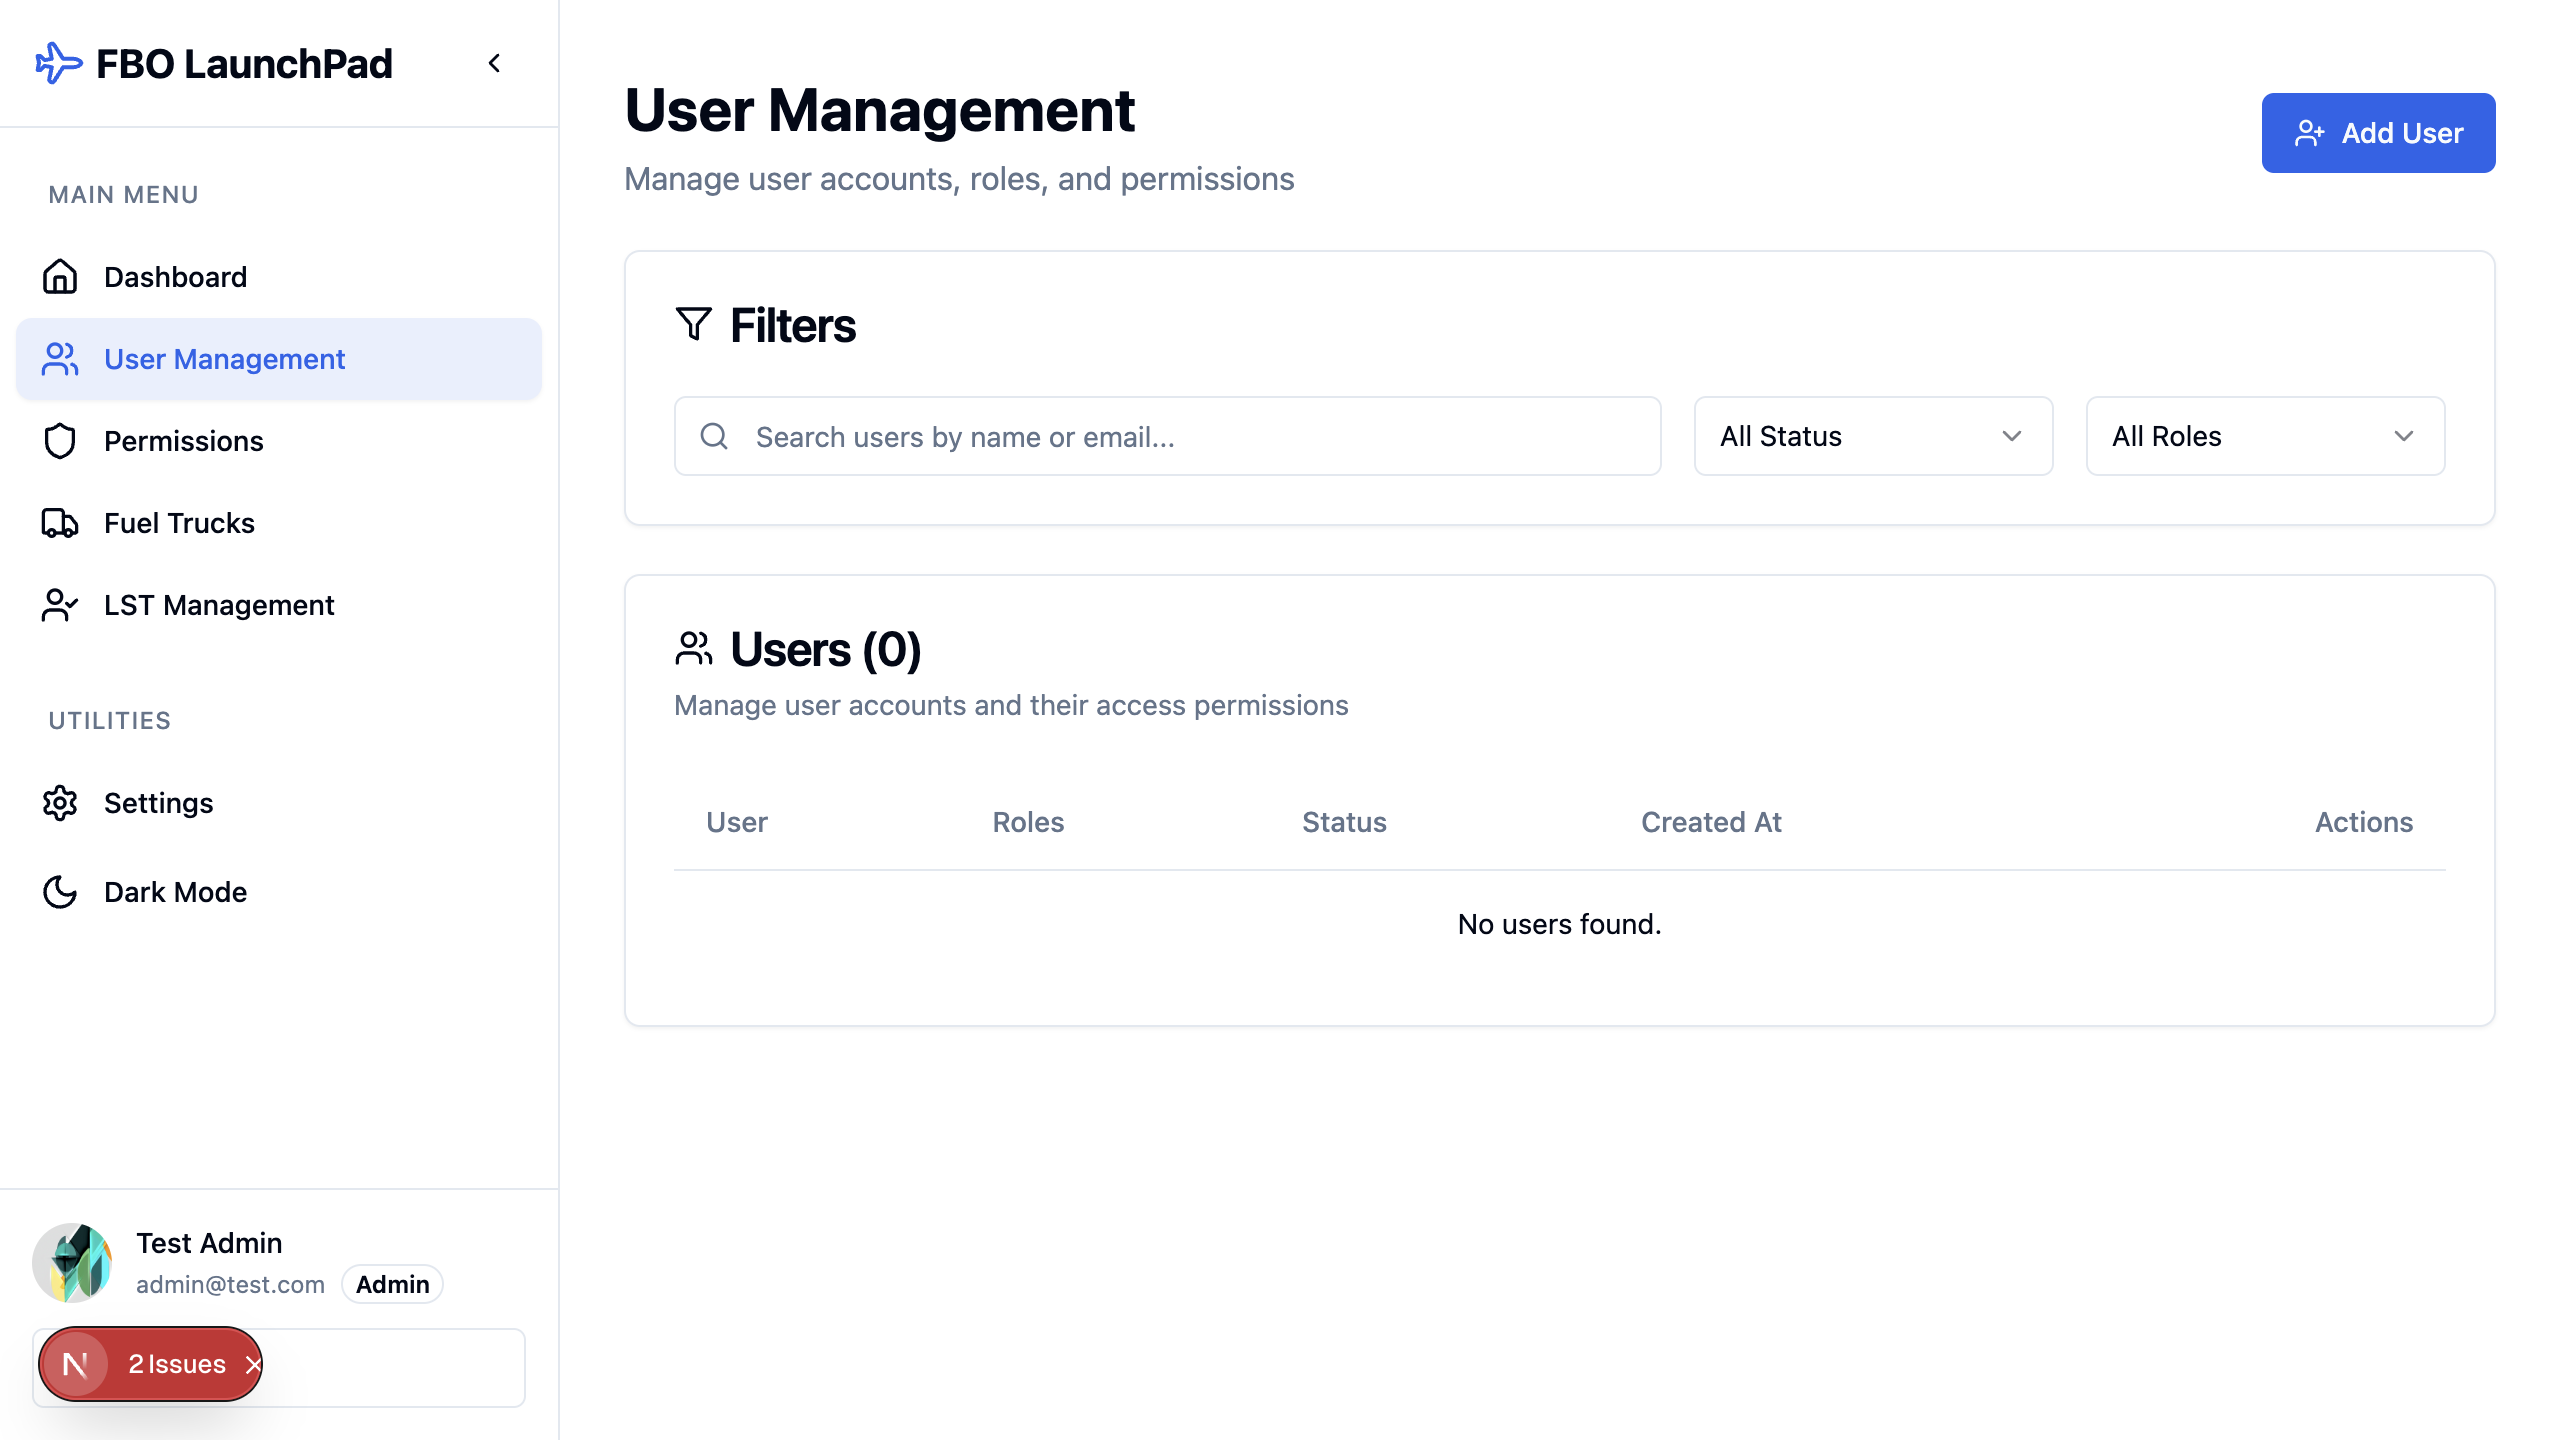 FBO LaunchPad
MAIN MENU
Dashboard
User Management
Permissions
Fuel Trucks
LST Management
UTILITIES
Settings
Dark Mode
Test Admin
admin@test.com Admin
N 2 Issues
User Management
Manage user accounts, roles, and permissions
Add User
Filters
Search users by name or email...
All Status
All Roles
Users (0)
Manage user accounts and their access permissions
User Roles Status Created At Actions
No users found.